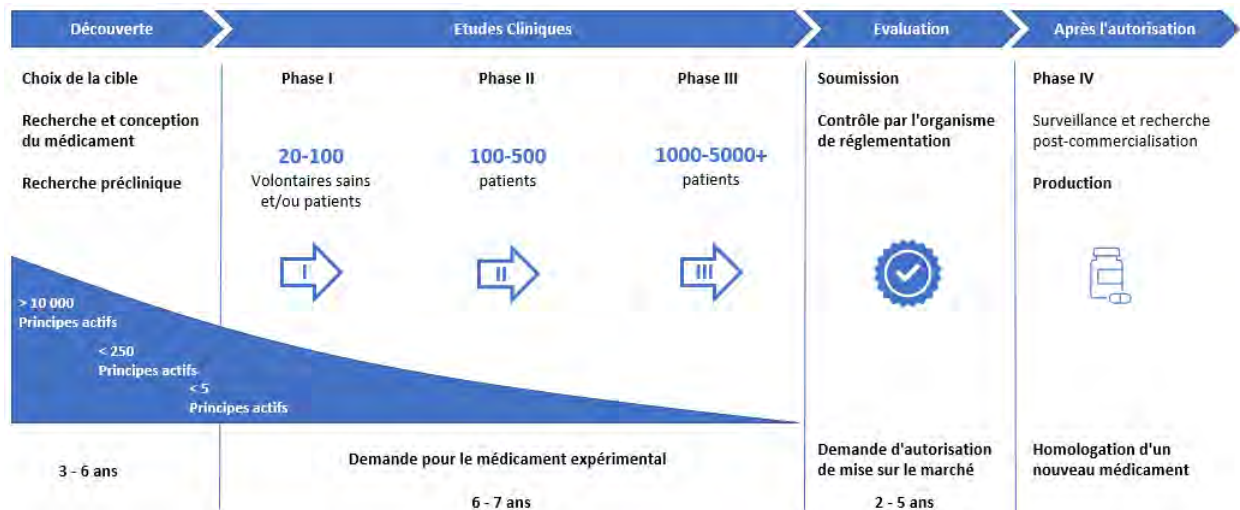 Découverte
Etudes Cliniques
Evaluation
Après l'autorisation
Choix de la cible
Recherche et conception
du médicament
Recherche préclinique
Phase I
20-100
Volontaires sains
et/ou patients
I
Phase II
100-500
patients
II
Phase III
1000-5000+
patients
III
Soumission
Contrôle par l'organisme
de réglementation
Phase IV
Surveillance et recherche
post-commercialisation
Production
> 10 000
Principes actifs
< 250
Principes actifs
< 5
Principes actifs
3 - 6 ans
Demande pour le médicament expérimental
6 - 7 ans
Demande d'autorisation
de mise sur le marché
2 - 5 ans
Homologation d'un
nouveau médicament